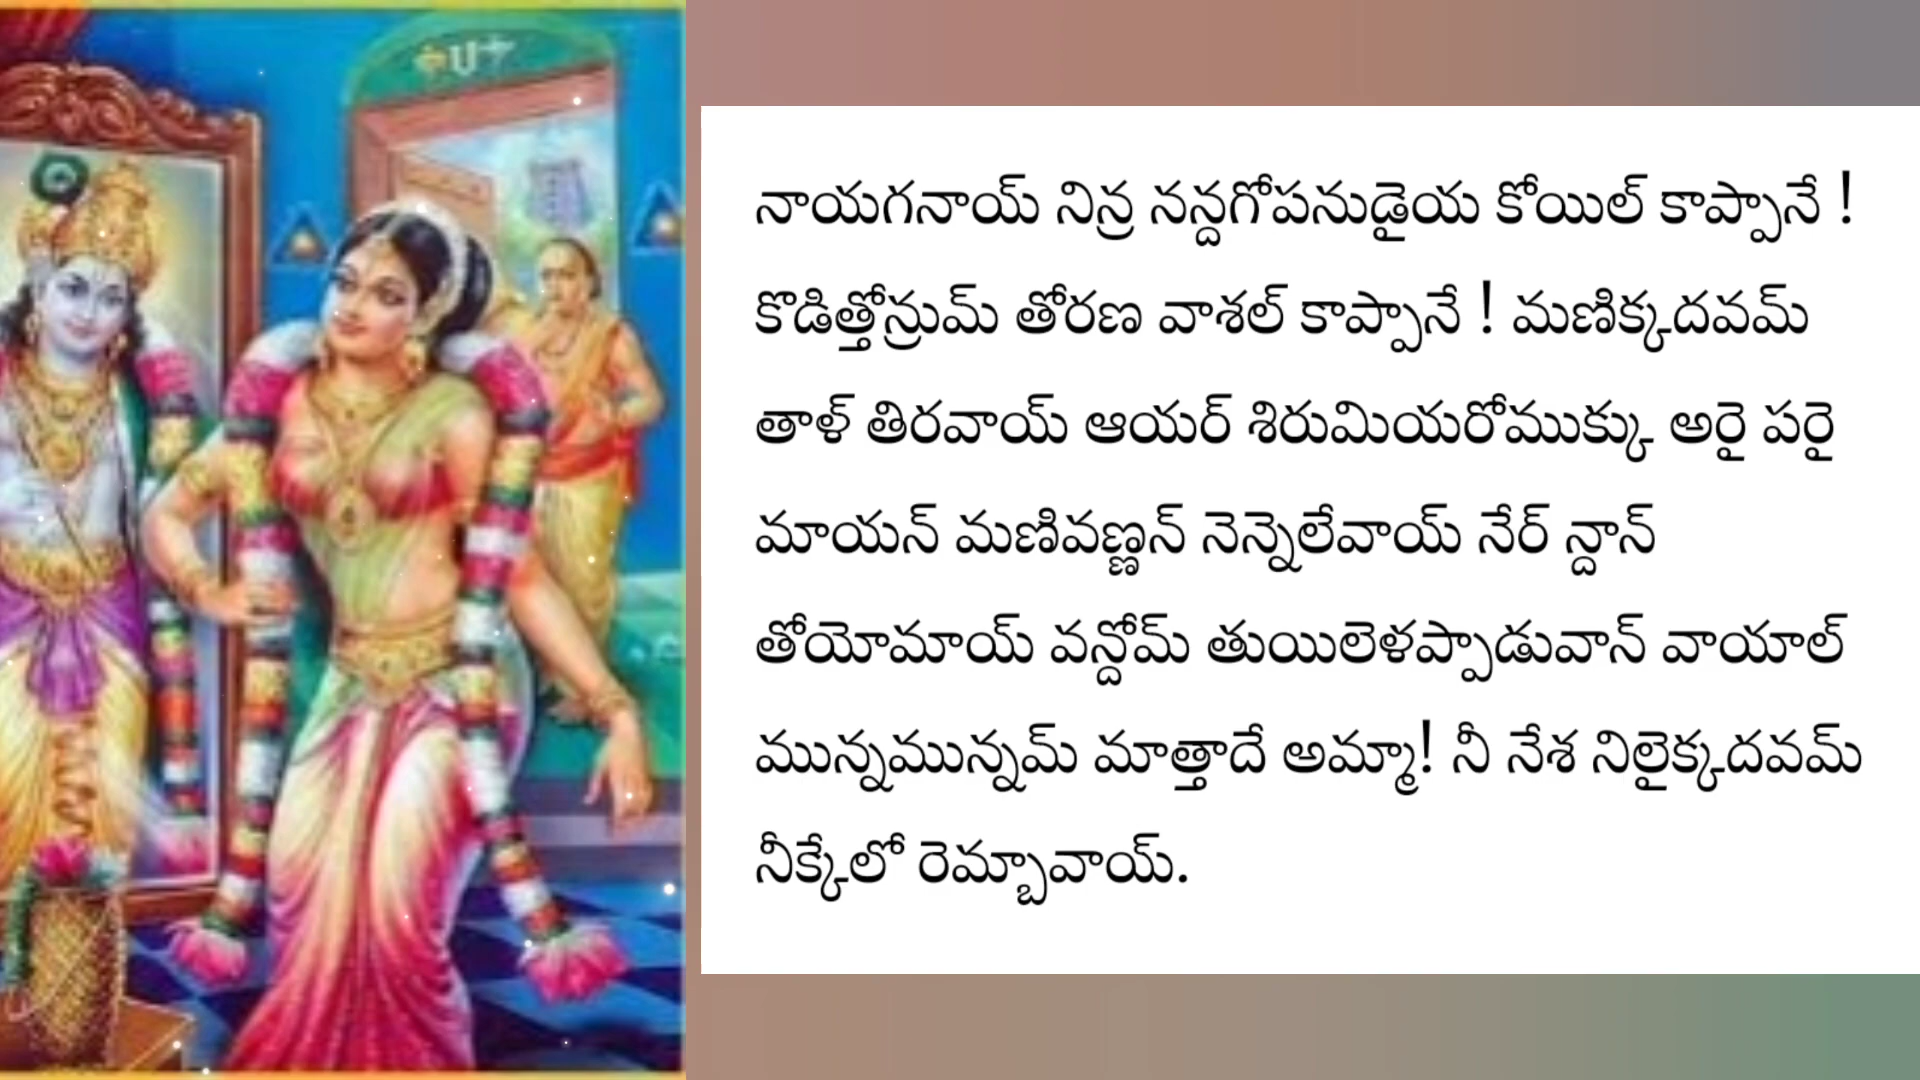 నాయగనాయ్ నిన్ర నన్దగోపనుడైయ కోయిల్ కాప్పానే !
కొడిత్తోన్రుమ్ తోరణ వాశల్ కాప్పానే ! మణిక్కదవమ్
తాళ్ తిరవాయ్ ఆయర్ శిరుమియరోముక్కు అరై పరై
మాయన్ మణివణ్ణన్ నెన్నెలేవాయ్ నేర్ న్దాన్
తోయోమాయ్ వన్దోమ్ తుయిలెళప్పాడువాన్ వాయాల్
మున్నమున్నమ్ మాత్తాదే అమ్మా! నీ నేశ నిలైక్కదవమ్
నీక్కేలో రెమ్బావాయ్.